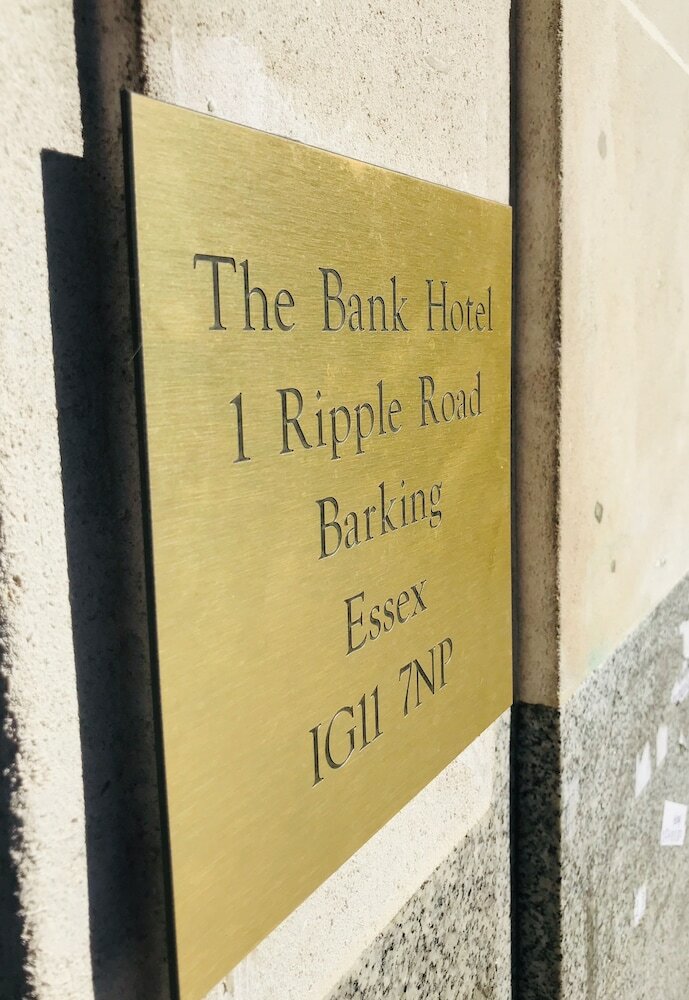 The Bank Hotel
1 Ripple Road
Barking
Essex
IG11 7NP